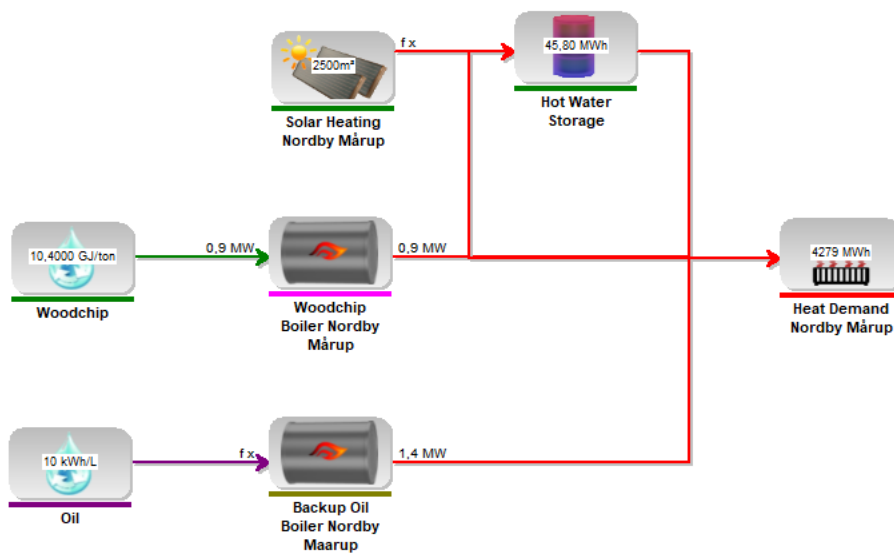 f x
2500m²
45,80 MWh
Solar Heating
Nordby Mårup
Hot Water
Storage
10,4000 GJ/ton
0,9 MW
0,9 MW
4279 MWh
Woodchip
Woodchip
Boiler Nordby
Mårup
Heat Demand
Nordby Mårup
10 kWh/L
f x
1,4 MW
Oil
Backup Oil
Boiler Nordby
Maarup